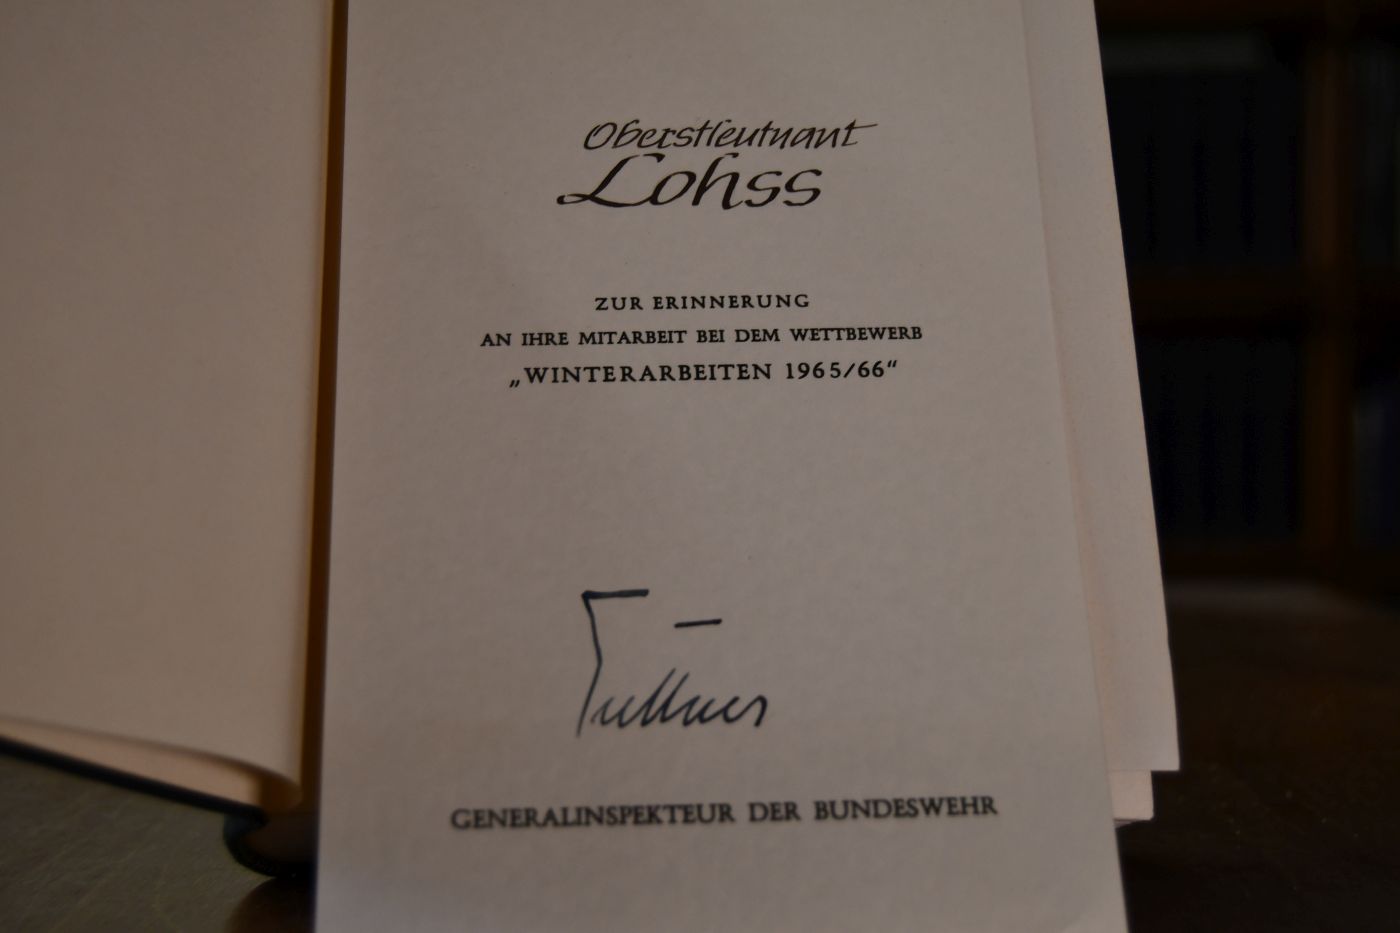 Oberstleutnant
Lohss
ZUR ERINNERUNG
AN IHRE MITARBEIT BEI DEM WETTBEWERB
„WINTERARBEITEN 1965/66“
GENERALINSPEKTEUR DER BUNDESWEHR